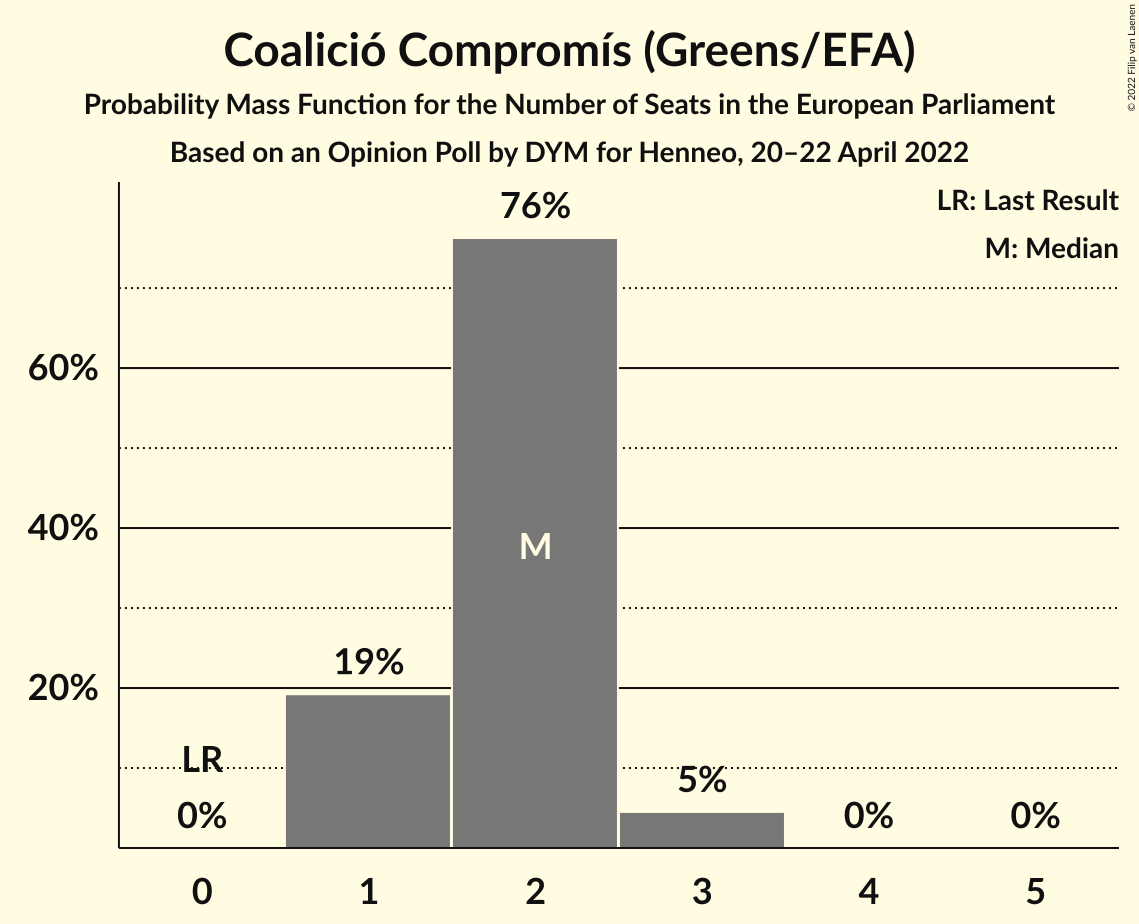 Coalició Compromís (Greens/EFA)
Probability Mass Function for the Number of Seats in the European Parliament
Based on an Opinion Poll by DYM for Henneo, 20–22 April 2022
© 2022 Filip van Laenen
LR: Last Result
M: Median
76%
60%
40%
M
19%
20%
LR
5%
0%
0%
0%
0 1 2 3 4 5